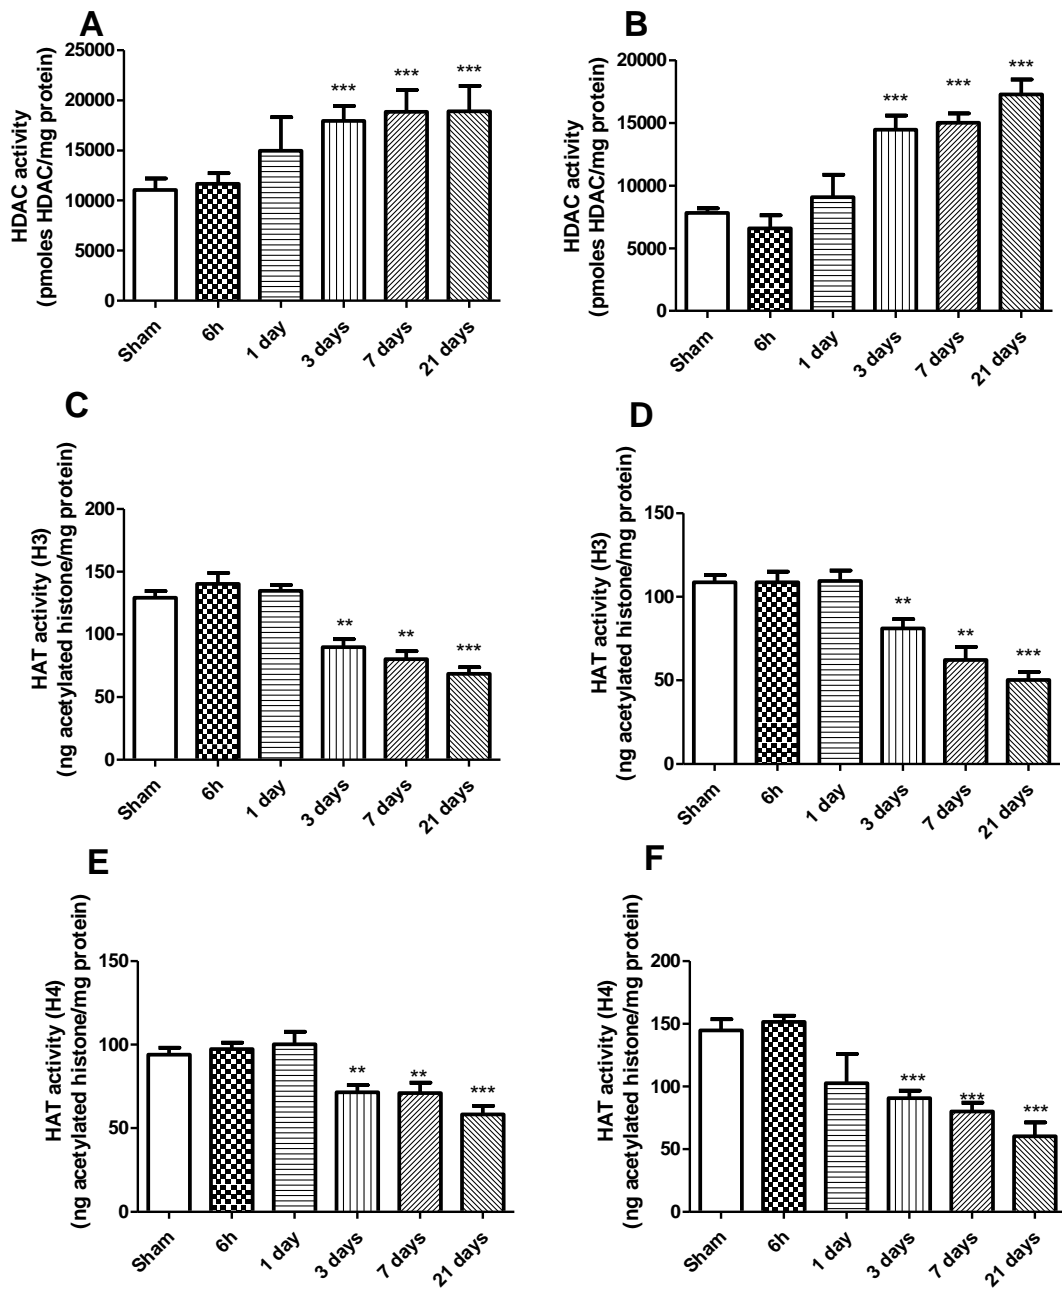 A
HDAC activity
(pmoles HDAC/mg protein)
25000
20000
15000
10000
5000
0
***
***
***
Sham
6h
1 day
3 days
7 days
21 days
B
HDAC activity
(pmoles HDAC/mg protein)
20000
15000
10000
5000
0
***
***
***
Sham
6h
1 day
3 days
7 days
21 days
C
HAT activity (H3)
(ng acetylated histone/mg protein)
200
150
100
50
0
**
**
***
Sham
6h
1 day
3 days
7 days
21 days
D
HAT activity (H3)
(ng acetylated histone/mg protein)
150
100
50
0
**
**
***
Sham
6h
1 day
3 days
7 days
21 days
E
HAT activity (H4)
(ng acetylated histone/mg protein)
150
100
50
0
**
**
***
Sham
6h
1 day
3 days
7 days
21 days
F
HAT activity (H4)
(ng acetylated histone/mg protein)
200
150
100
50
0
***
***
***
Sham
6h
1 day
3 days
7 days
21 days